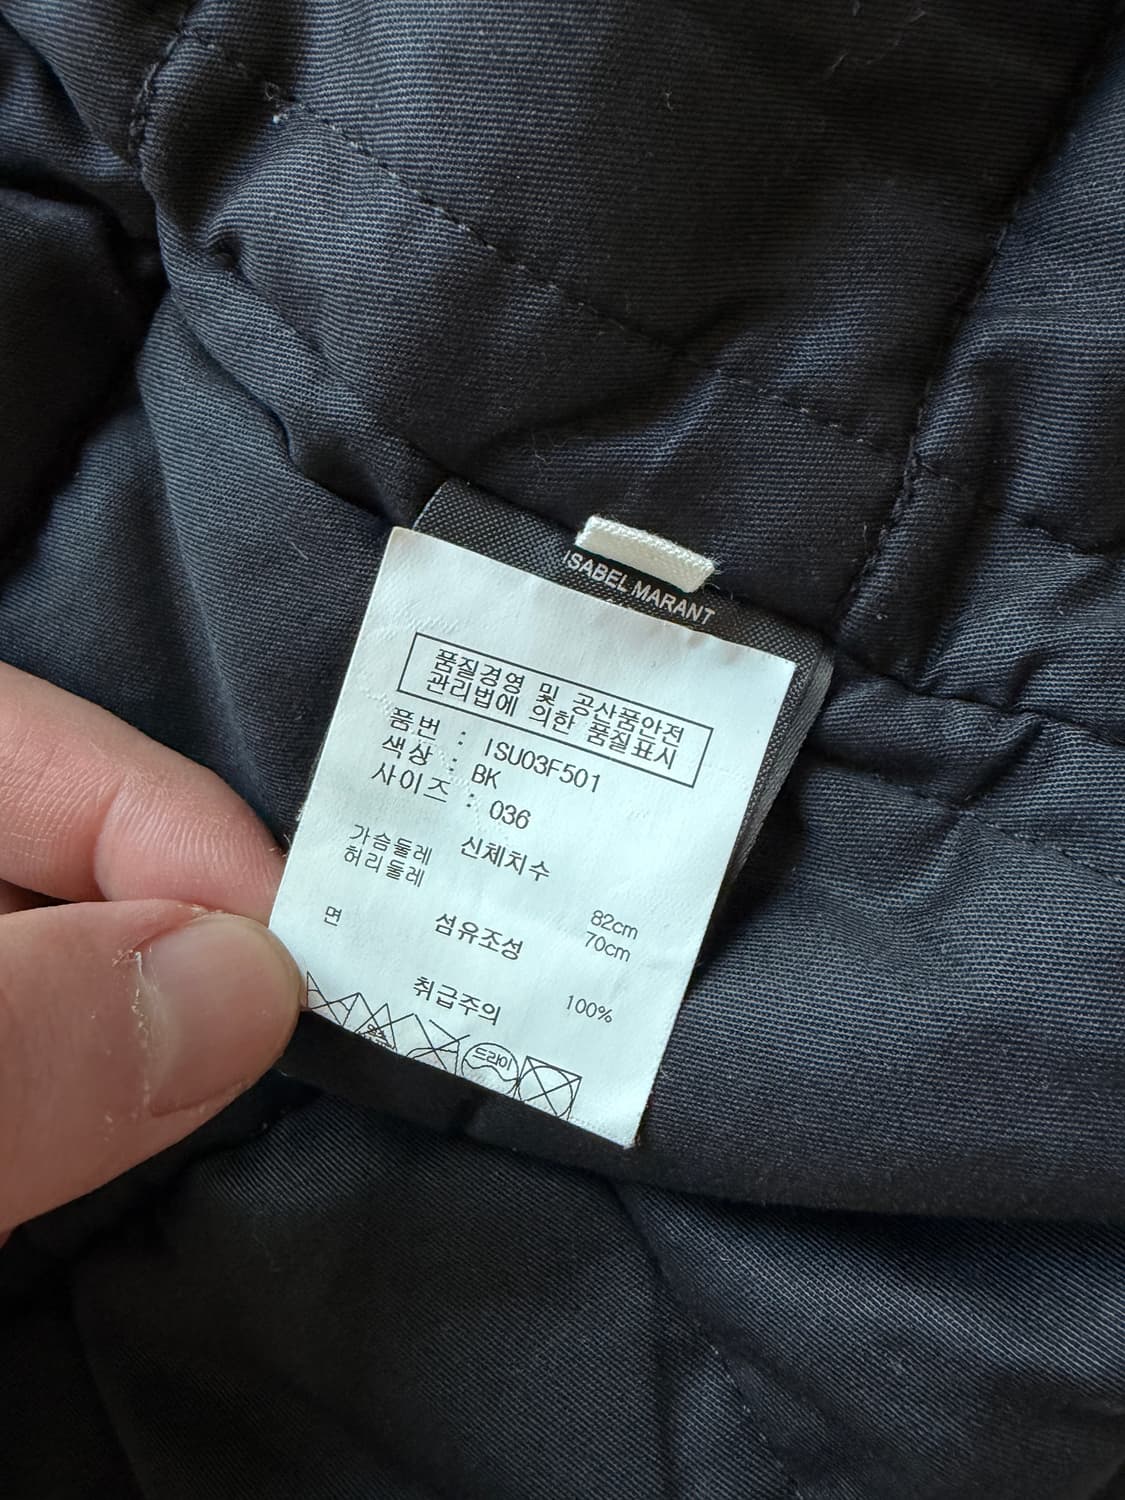 ISABEL MARANT
품질경영 및 공산품안전
관리법에 의한 품질표시
품번 : ISU03F501
색상 : BK
사이즈 : 036
신체치수
가슴둘레 82cm
허리둘레 70cm
섬유조성
면 100%
취급주의
드라이